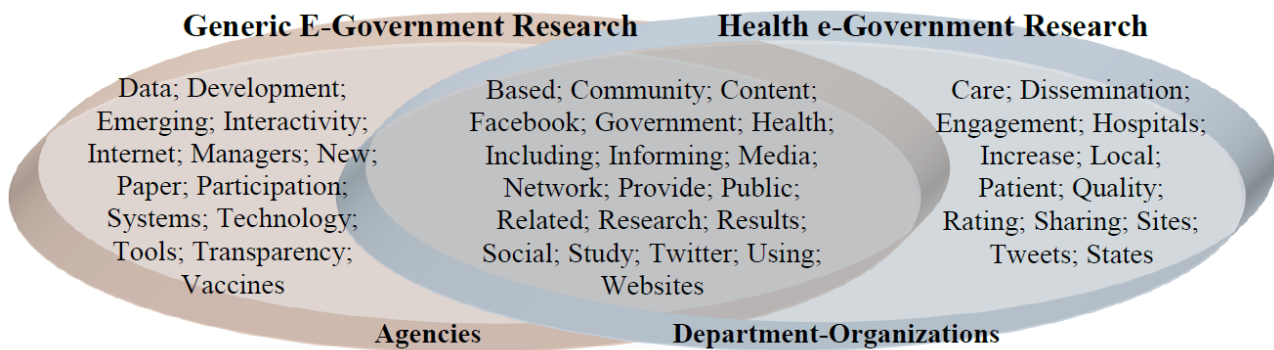 Generic E-Government Research
Health e-Government Research
Data; Development;
Emerging; Interactivity;
Internet; Managers; New;
Paper; Participation;
Systems; Technology;
Tools; Transparency;
Vaccines
Based; Community; Content;
Facebook; Government; Health;
Including; Informing; Media;
Network; Provide; Public;
Related; Research; Results;
Social; Study; Twitter; Using;
Websites
Care; Dissemination;
Engagement; Hospitals;
Increase; Local;
Patient; Quality;
Rating; Sharing; Sites;
Tweets; States
Agencies
Department-Organizations